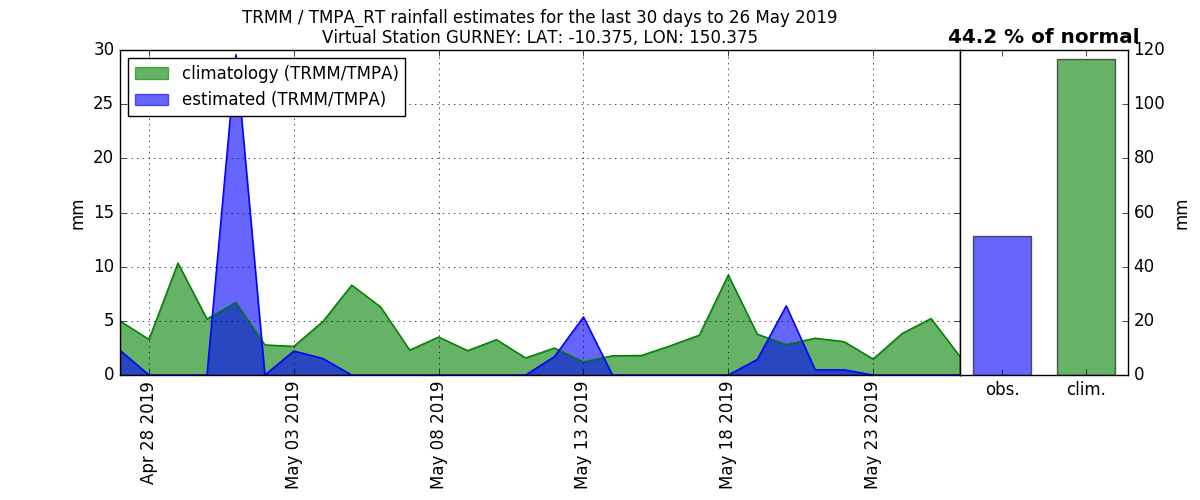 TRMM / TMPA_RT rainfall estimates for the last 30 days to 26 May 2019
Virtual Station GURNEY: LAT: -10.375, LON: 150.375
44.2 % of normal
climatology (TRMM/TMPA)
estimated (TRMM/TMPA)
30
25
20
15
10
5
0
mm
Apr 28 2019
May 03 2019
May 08 2019
May 13 2019
May 18 2019
May 23 2019
obs.
clim.
120
100
80
60
40
20
0
mm